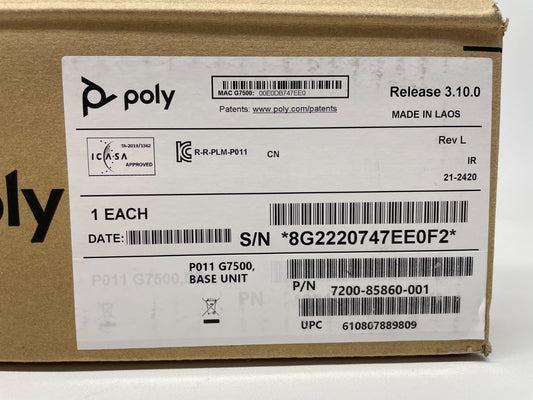 poly
MAC G7500: 00E0DB747EE0
Patents: www.poly.com/patents
Release 3.10.0
MADE IN LAOS
TA-2019/1362
ICASA
APPROVED
R-R-PLM-P011
CN
Rev L
IR
21-2420
1 EACH
DATE:
S/N *8G2220747EE0F2*
P011 G7500,
BASE UNIT
P011 G7500,
PN
P/N 7200-85860-001
UPC 610867889809
oly